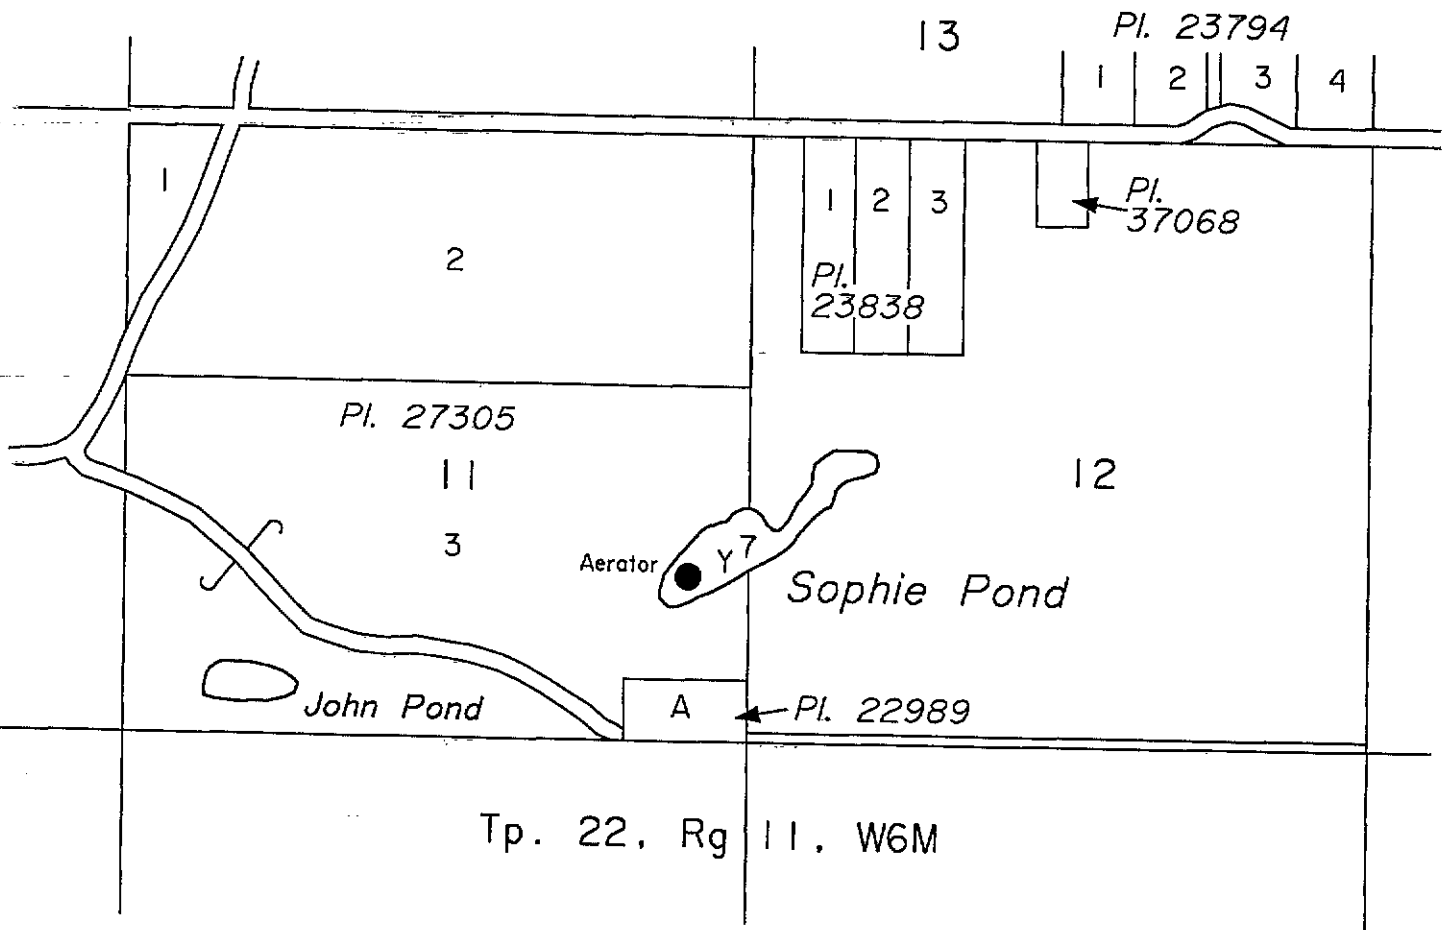 13
Pl. 23794
1 2 3 4
1
2
1 2 3
Pl.
37068
Pl.
23838
Pl. 27305
11
12
3
Aerator
Y 7
Sophie Pond
John Pond
A
Pl. 22989
Tp. 22, Rg 11, W6M